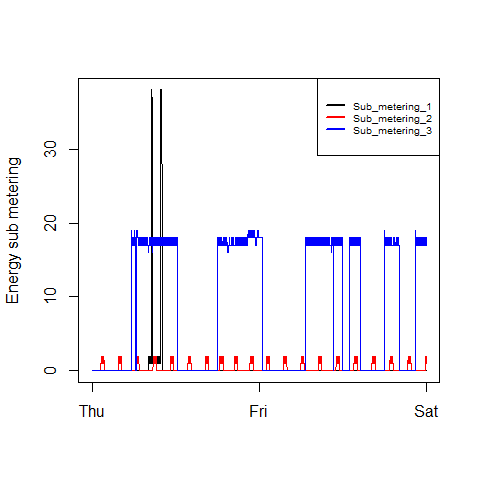 Sub_metering_1
Sub_metering_2
Sub_metering_3
Energy sub metering
30
20
10
0
Thu
Fri
Sat